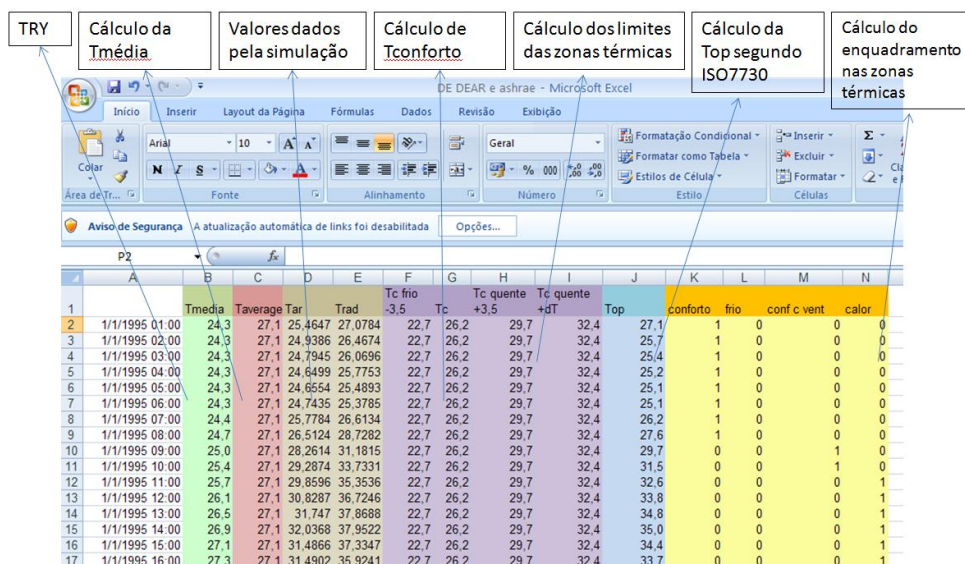 TRY
Cálculo da Tmédia
Valores dados pela simulação
Cálculo de Tconforto
Cálculo dos limites das zonas térmicas
Cálculo da Top segundo ISO7730
Cálculo do enquadramento nas zonas térmicas
DE DEAR e ashrae - Microsoft Excel
Início Inserir Layout da Página Fórmulas Dados Revisão Exibição
Colar
Arial 10
Geral
Formatação Condicional
Formatar como Tabela
Estilos de Célula
Inserir
Excluir
Formatar
N I S
% 000
Área de Tr... Fonte Alinhamento Número Estilo Células
Aviso de Segurança A atualização automática de links foi desabilitada Opções...
P2 fx
A B C D E F G H I J K L M N
1 Tmedia Taverage Tar Trad Tc frio -3,5 Tc Tc quente +3,5 Tc quente +dT Top conforto frio conf c vent calor
2 1/1/1995 01:00 24,3 27,1 25,4647 27,0784 22,7 26,2 29,7 32,4 27,1 1 0 0 0
3 1/1/1995 02:00 24,3 27,1 24,9386 26,4674 22,7 26,2 29,7 32,4 25,7 1 0 0 0
4 1/1/1995 03:00 24,3 27,1 24,7945 26,0696 22,7 26,2 29,7 32,4 25,4 1 0 0 0
5 1/1/1995 04:00 24,3 27,1 24,6499 25,7753 22,7 26,2 29,7 32,4 25,2 1 0 0 0
6 1/1/1995 05:00 24,3 27,1 24,6554 25,4893 22,7 26,2 29,7 32,4 25,1 1 0 0 0
7 1/1/1995 06:00 24,3 27,1 24,7435 25,3785 22,7 26,2 29,7 32,4 25,1 1 0 0 0
8 1/1/1995 07:00 24,4 27,1 25,7784 26,6134 22,7 26,2 29,7 32,4 26,2 1 0 0 0
9 1/1/1995 08:00 24,7 27,1 26,5124 28,7282 22,7 26,2 29,7 32,4 27,6 1 0 0 0
10 1/1/1995 09:00 25,0 27,1 28,2614 31,1815 22,7 26,2 29,7 32,4 29,7 0 0 1 0
11 1/1/1995 10:00 25,4 27,1 29,2874 33,7331 22,7 26,2 29,7 32,4 31,5 0 0 1 0
12 1/1/1995 11:00 25,7 27,1 29,8596 35,3536 22,7 26,2 29,7 32,4 32,6 0 0 0 1
13 1/1/1995 12:00 26,1 27,1 30,8287 36,7246 22,7 26,2 29,7 32,4 33,8 0 0 0 1
14 1/1/1995 13:00 26,5 27,1 31,747 37,8688 22,7 26,2 29,7 32,4 34,8 0 0 0 1
15 1/1/1995 14:00 26,9 27,1 32,0368 37,9522 22,7 26,2 29,7 32,4 35,0 0 0 0 1
16 1/1/1995 15:00 27,1 27,1 31,4866 37,3347 22,7 26,2 29,7 32,4 34,4 0 0 0 1
17 1/1/1995 16:00 27,3 27,1 31,4902 35,9241 22,7 26,2 29,7 32,4 33,7 0 0 0 1